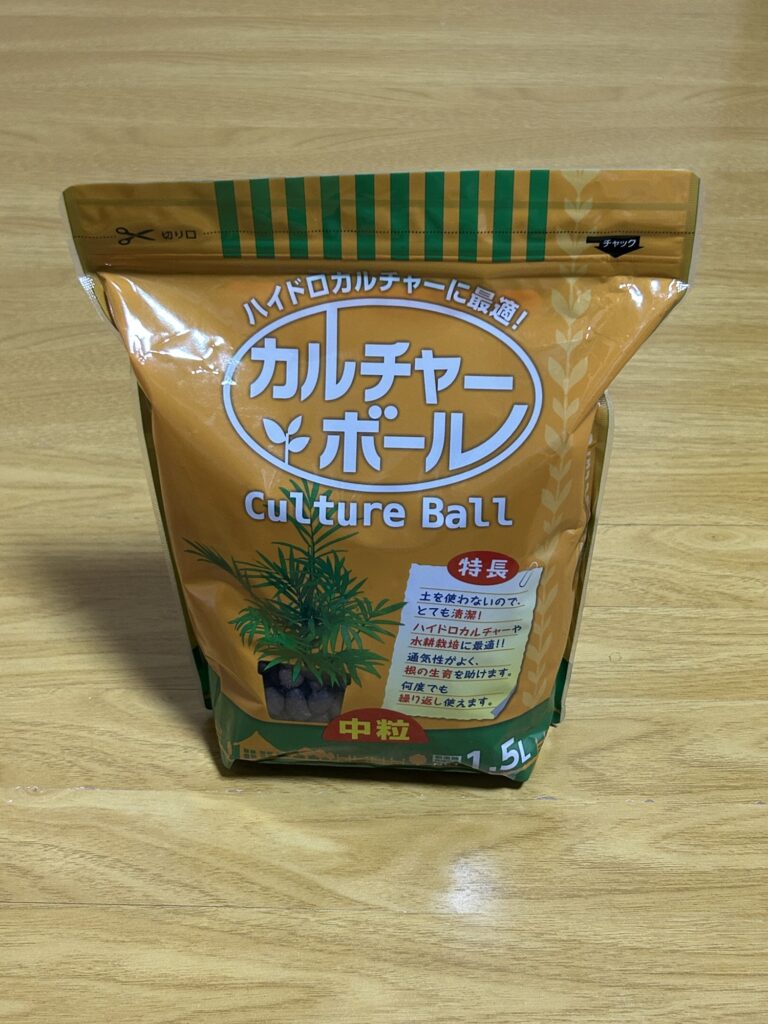 切り口
チャック
ハイドロカルチャーに最適!
カルチャー
ボール
Culture Ball
特長
土を使わないので、
とても清潔!
ハイドロカルチャーや
水耕栽培に最適!!
通気性がよく、
根の生育を助けます。
何度でも
繰り返し使えます。
中粒
1.5L